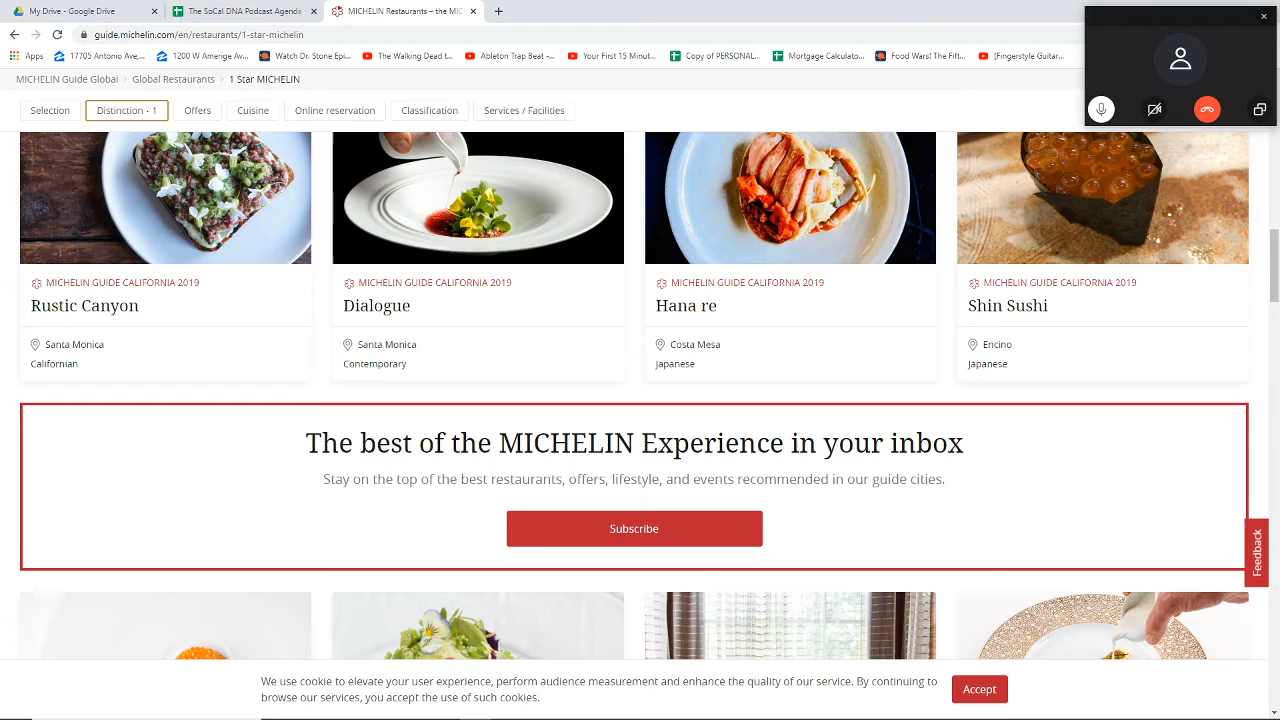 My Drive - Google Drive
The SoCal DNA Podcast Agenda
MICHELIN Restaurants – the MIC
guide.michelin.com/en/restaurants/1-star-michelin
Apps
17705 Antonio Ave,...
1200 W Amerige Av...
Watch Dr. Stone Epi...
The Walking Dead t...
Ableton Trap Beat -...
Your First 15 Minut...
Copy of PERSONAL...
Mortgage Calculato...
Food Wars! The Fift...
[Fingerstyle Guitar...
MICHELIN Guide Global > Global Restaurants > 1 Star MICHELIN
Selection
Distinction · 1
Offers
Cuisine
Online reservation
Classification
Services / Facilities
MICHELIN GUIDE CALIFORNIA 2019
Rustic Canyon
Santa Monica
Californian
MICHELIN GUIDE CALIFORNIA 2019
Dialogue
Santa Monica
Contemporary
MICHELIN GUIDE CALIFORNIA 2019
Hana re
Costa Mesa
Japanese
MICHELIN GUIDE CALIFORNIA 2019
Shin Sushi
Encino
Japanese
The best of the MICHELIN Experience in your inbox
Stay on the top of the best restaurants, offers, lifestyle, and events recommended in our guide cities.
Subscribe
Feedback
We use cookie to elevate your user experience, perform audience measurement and enhance the quality of our service. By continuing to
our services, you accept the use of such cookies.
Accept